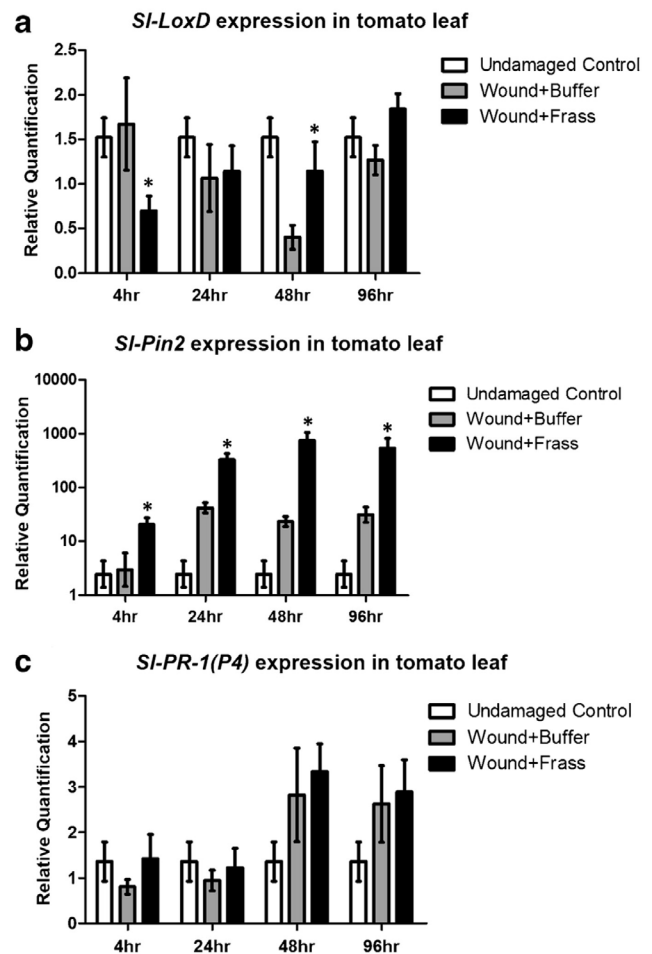 a
Sl-LoxD expression in tomato leaf
Relative Quantification
2.5
2.0
1.5
1.0
0.5
0.0
*
*
4hr 24hr 48hr 96hr
Undamaged Control
Wound+Buffer
Wound+Frass
b
Sl-Pin2 expression in tomato leaf
Relative Quantification
10000
1000
100
10
1
*
*
*
*
4hr 24hr 48hr 96hr
Undamaged Control
Wound+Buffer
Wound+Frass
c
Sl-PR-1(P4) expression in tomato leaf
Relative Quantification
5
4
3
2
1
0
4hr 24hr 48hr 96hr
Undamaged Control
Wound+Buffer
Wound+Frass